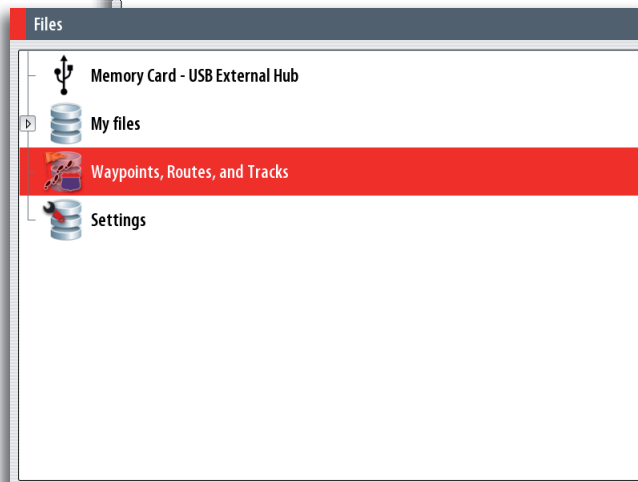 Files
Memory Card - USB External Hub
My files
Waypoints, Routes, and Tracks
Settings